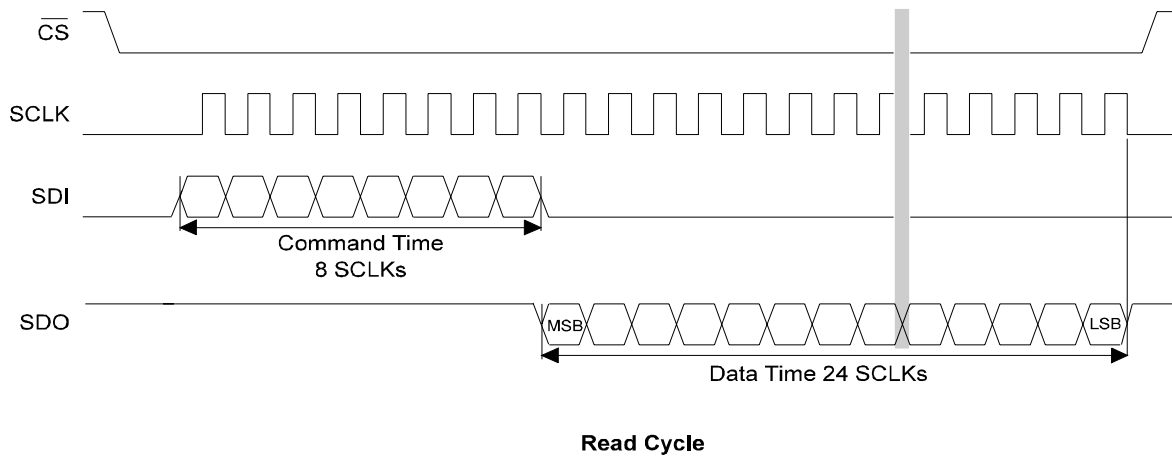 CS
SCLK
SDI
Command Time
8 SCLKs
SDO
MSB
LSB
Data Time 24 SCLKs
Read Cycle